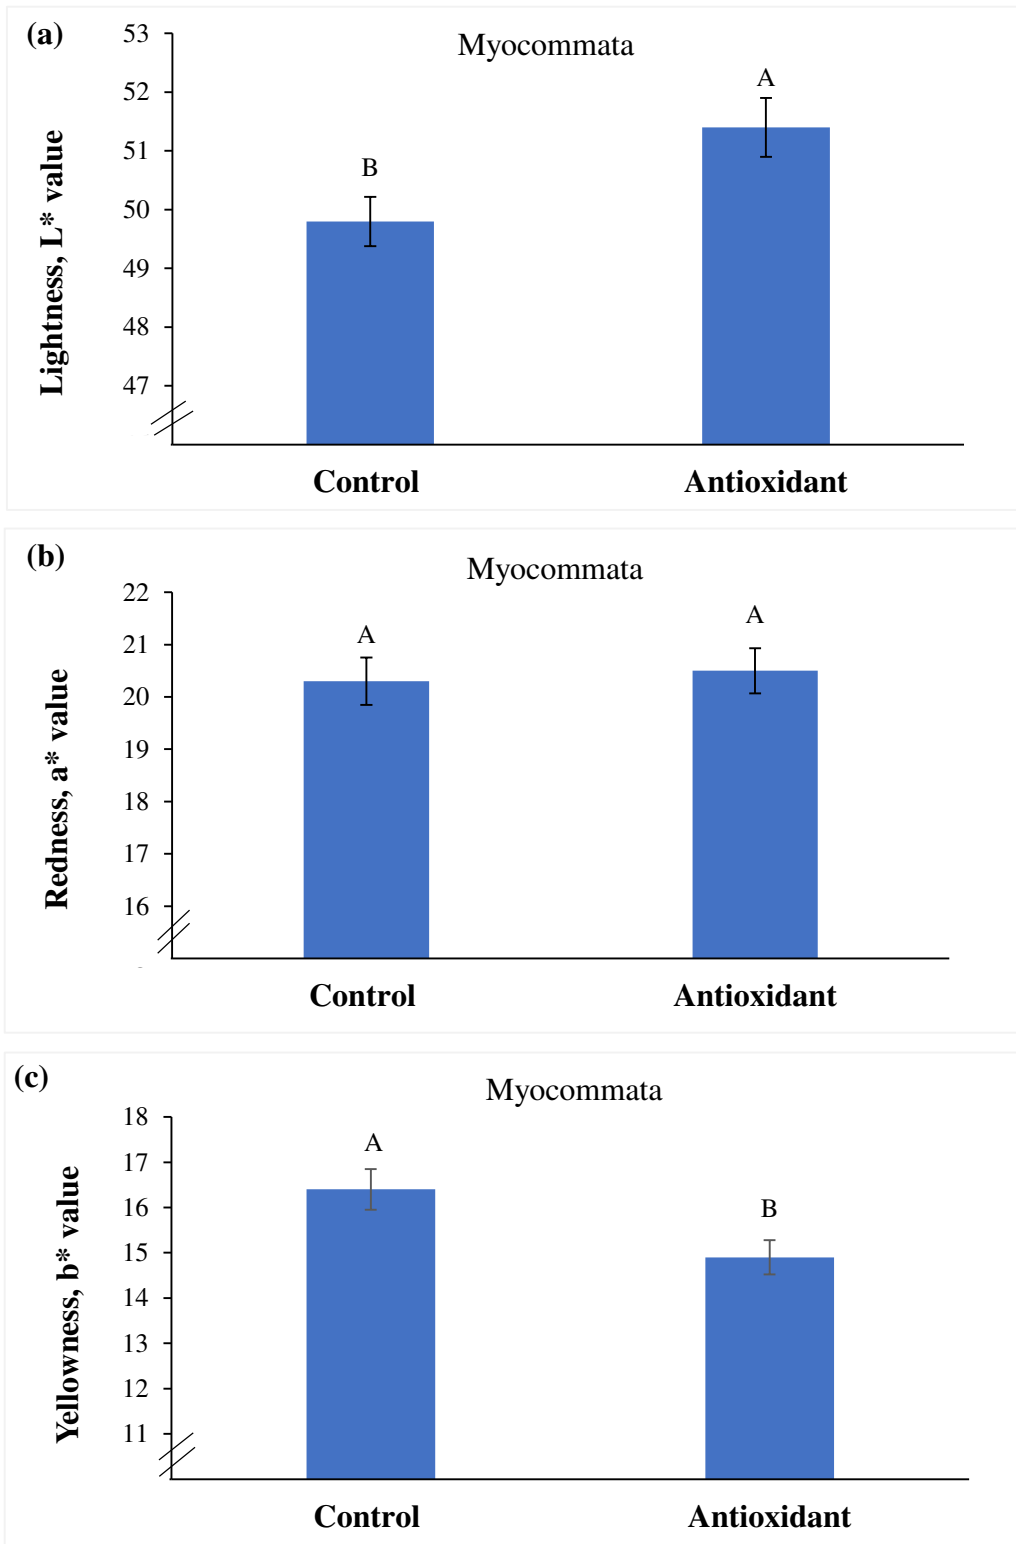 (a)
Myocommata
Lightness, L* value
53
52
51
50
49
48
47
B
A
Control Antioxidant
(b)
Myocommata
Redness, a* value
22
21
20
19
18
17
16
A
A
Control Antioxidant
(c)
Myocommata
Yellowness, b* value
18
17
16
15
14
13
12
11
A
B
Control Antioxidant